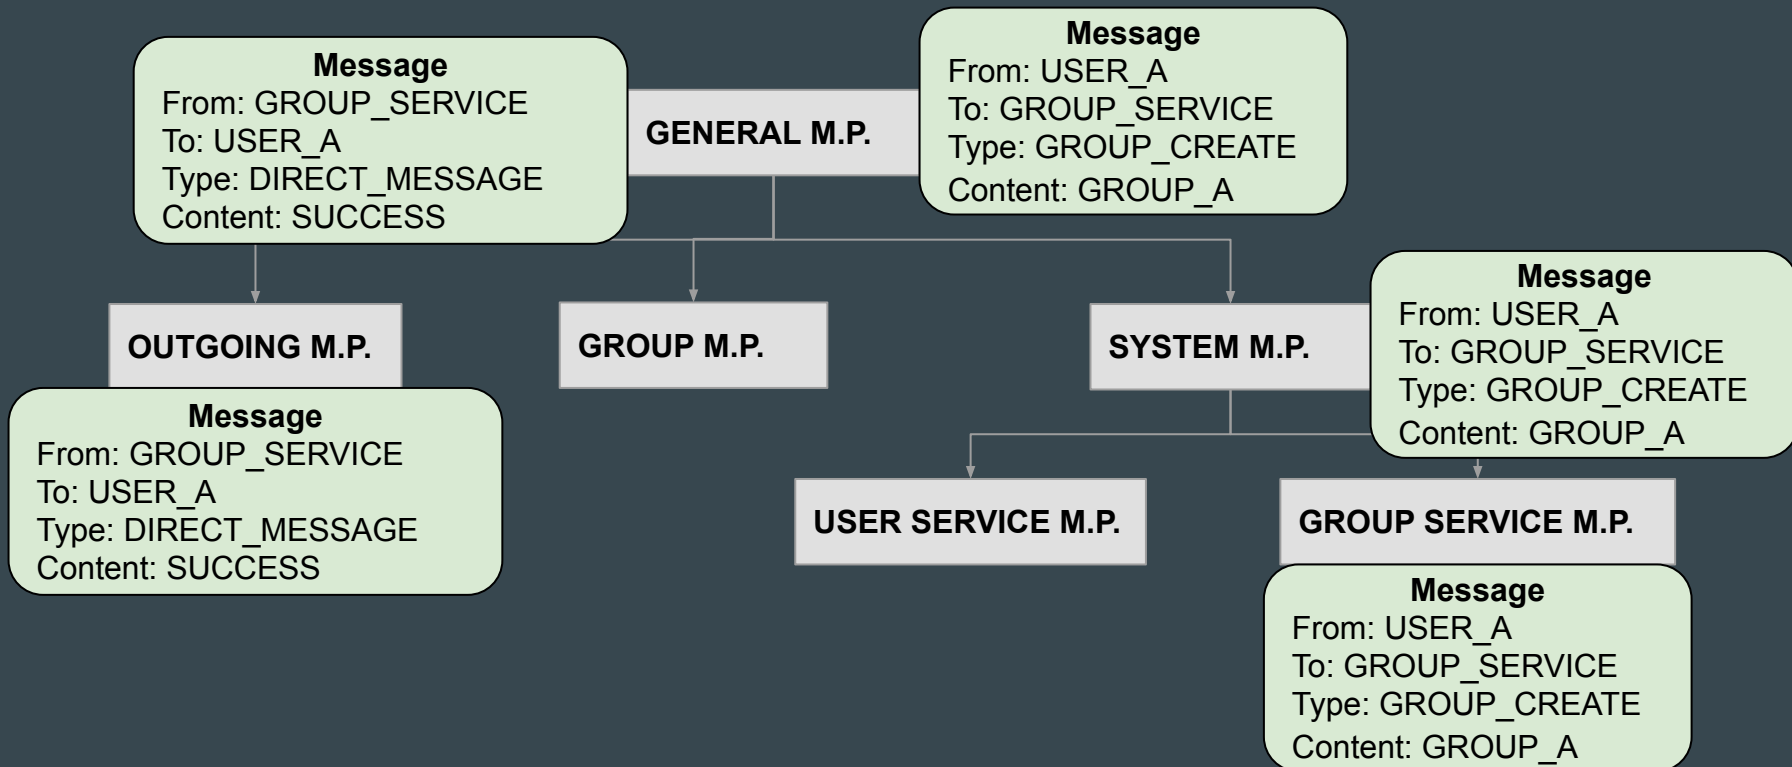 Message
From: GROUP_SERVICE
To: USER_A
Type: DIRECT_MESSAGE
Content: SUCCESS
GENERAL M.P.
Message
From: USER_A
To: GROUP_SERVICE
Type: GROUP_CREATE
Content: GROUP_A
OUTGOING M.P.
GROUP M.P.
SYSTEM M.P.
Message
From: USER_A
To: GROUP_SERVICE
Type: GROUP_CREATE
Content: GROUP_A
Message
From: GROUP_SERVICE
To: USER_A
Type: DIRECT_MESSAGE
Content: SUCCESS
USER SERVICE M.P.
GROUP SERVICE M.P.
Message
From: USER_A
To: GROUP_SERVICE
Type: GROUP_CREATE
Content: GROUP_A